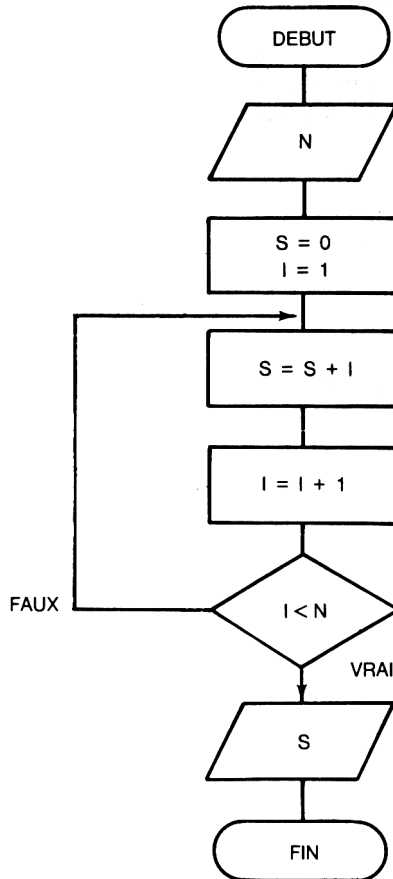 DEBUT
N
S = 0
I = 1
S = S + I
I = I + 1
I < N
FAUX
VRAI
S
FIN